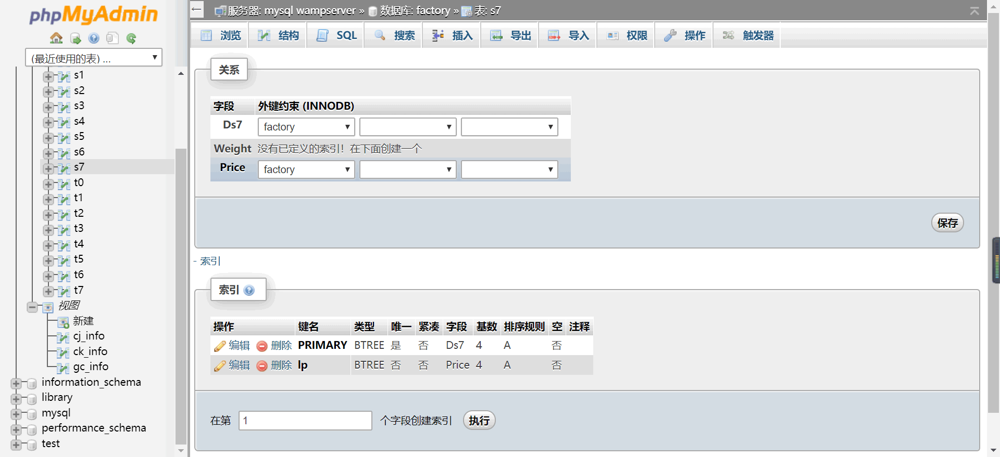 phpMyAdmin
(最近使用的表) ...
s1
s2
s3
s4
s5
s6
s7
t0
t1
t2
t3
t4
t5
t6
t7
视图
新建
cj_info
ck_info
gc_info
information_schema
library
mysql
performance_schema
test
服务器: mysql wampserver » 数据库: factory » 表: s7
浏览 结构 SQL 搜索 插入 导出 导入 权限 操作 触发器
关系
字段 外键约束 (INNODB)
Ds7 factory
Weight 没有已定义的索引！在下面创建一个
Price factory
保存
- 索引
索引
操作 键名 类型 唯一 紧凑 字段 基数 排序规则 空 注释
编辑 删除 PRIMARY BTREE 是 否 Ds7 4 A 否
编辑 删除 lp BTREE 否 否 Price 4 A 否
在第 1 个字段创建索引 执行